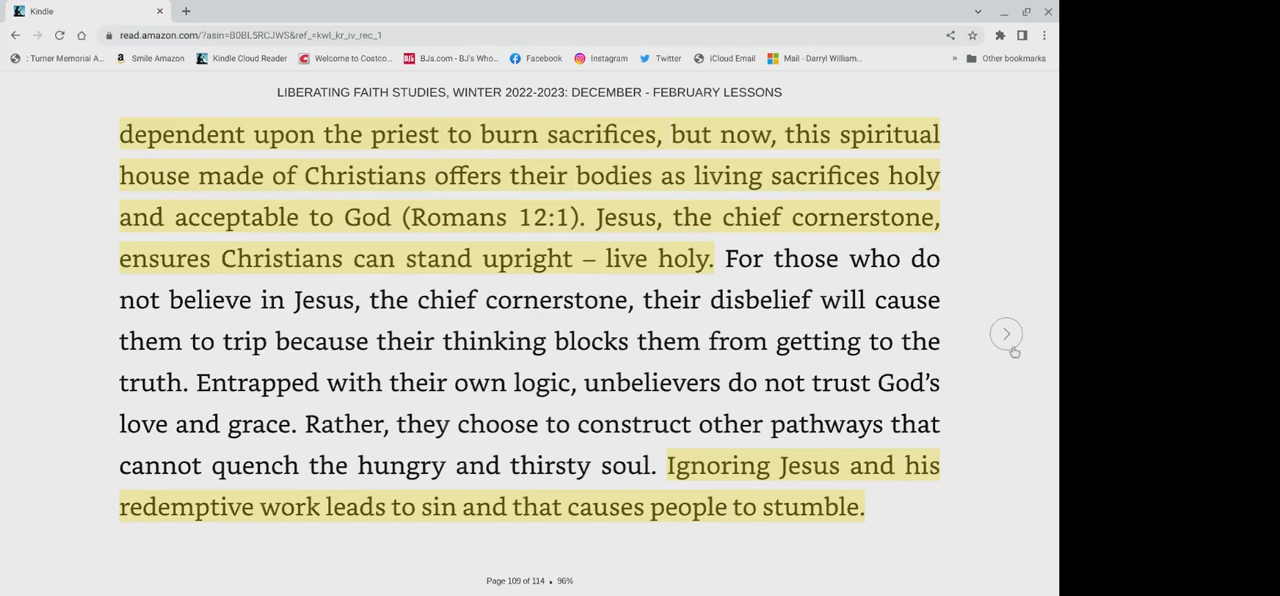 Kindle
read.amazon.com/?asin=B0BL5RCJWS&ref_=kwl_kr_iv_rec_1
: Turner Memorial A... Smile Amazon Kindle Cloud Reader Welcome to Costco... BJs.com - BJ's Who... Facebook Instagram Twitter iCloud Email Mail - Darryl William... » Other bookmarks
LIBERATING FAITH STUDIES, WINTER 2022-2023: DECEMBER - FEBRUARY LESSONS
dependent upon the priest to burn sacrifices, but now, this spiritual
house made of Christians offers their bodies as living sacrifices holy
and acceptable to God (Romans 12:1). Jesus, the chief cornerstone,
ensures Christians can stand upright – live holy. For those who do
not believe in Jesus, the chief cornerstone, their disbelief will cause
them to trip because their thinking blocks them from getting to the
truth. Entrapped with their own logic, unbelievers do not trust God's
love and grace. Rather, they choose to construct other pathways that
cannot quench the hungry and thirsty soul. Ignoring Jesus and his
redemptive work leads to sin and that causes people to stumble.
Page 109 of 114 • 96%